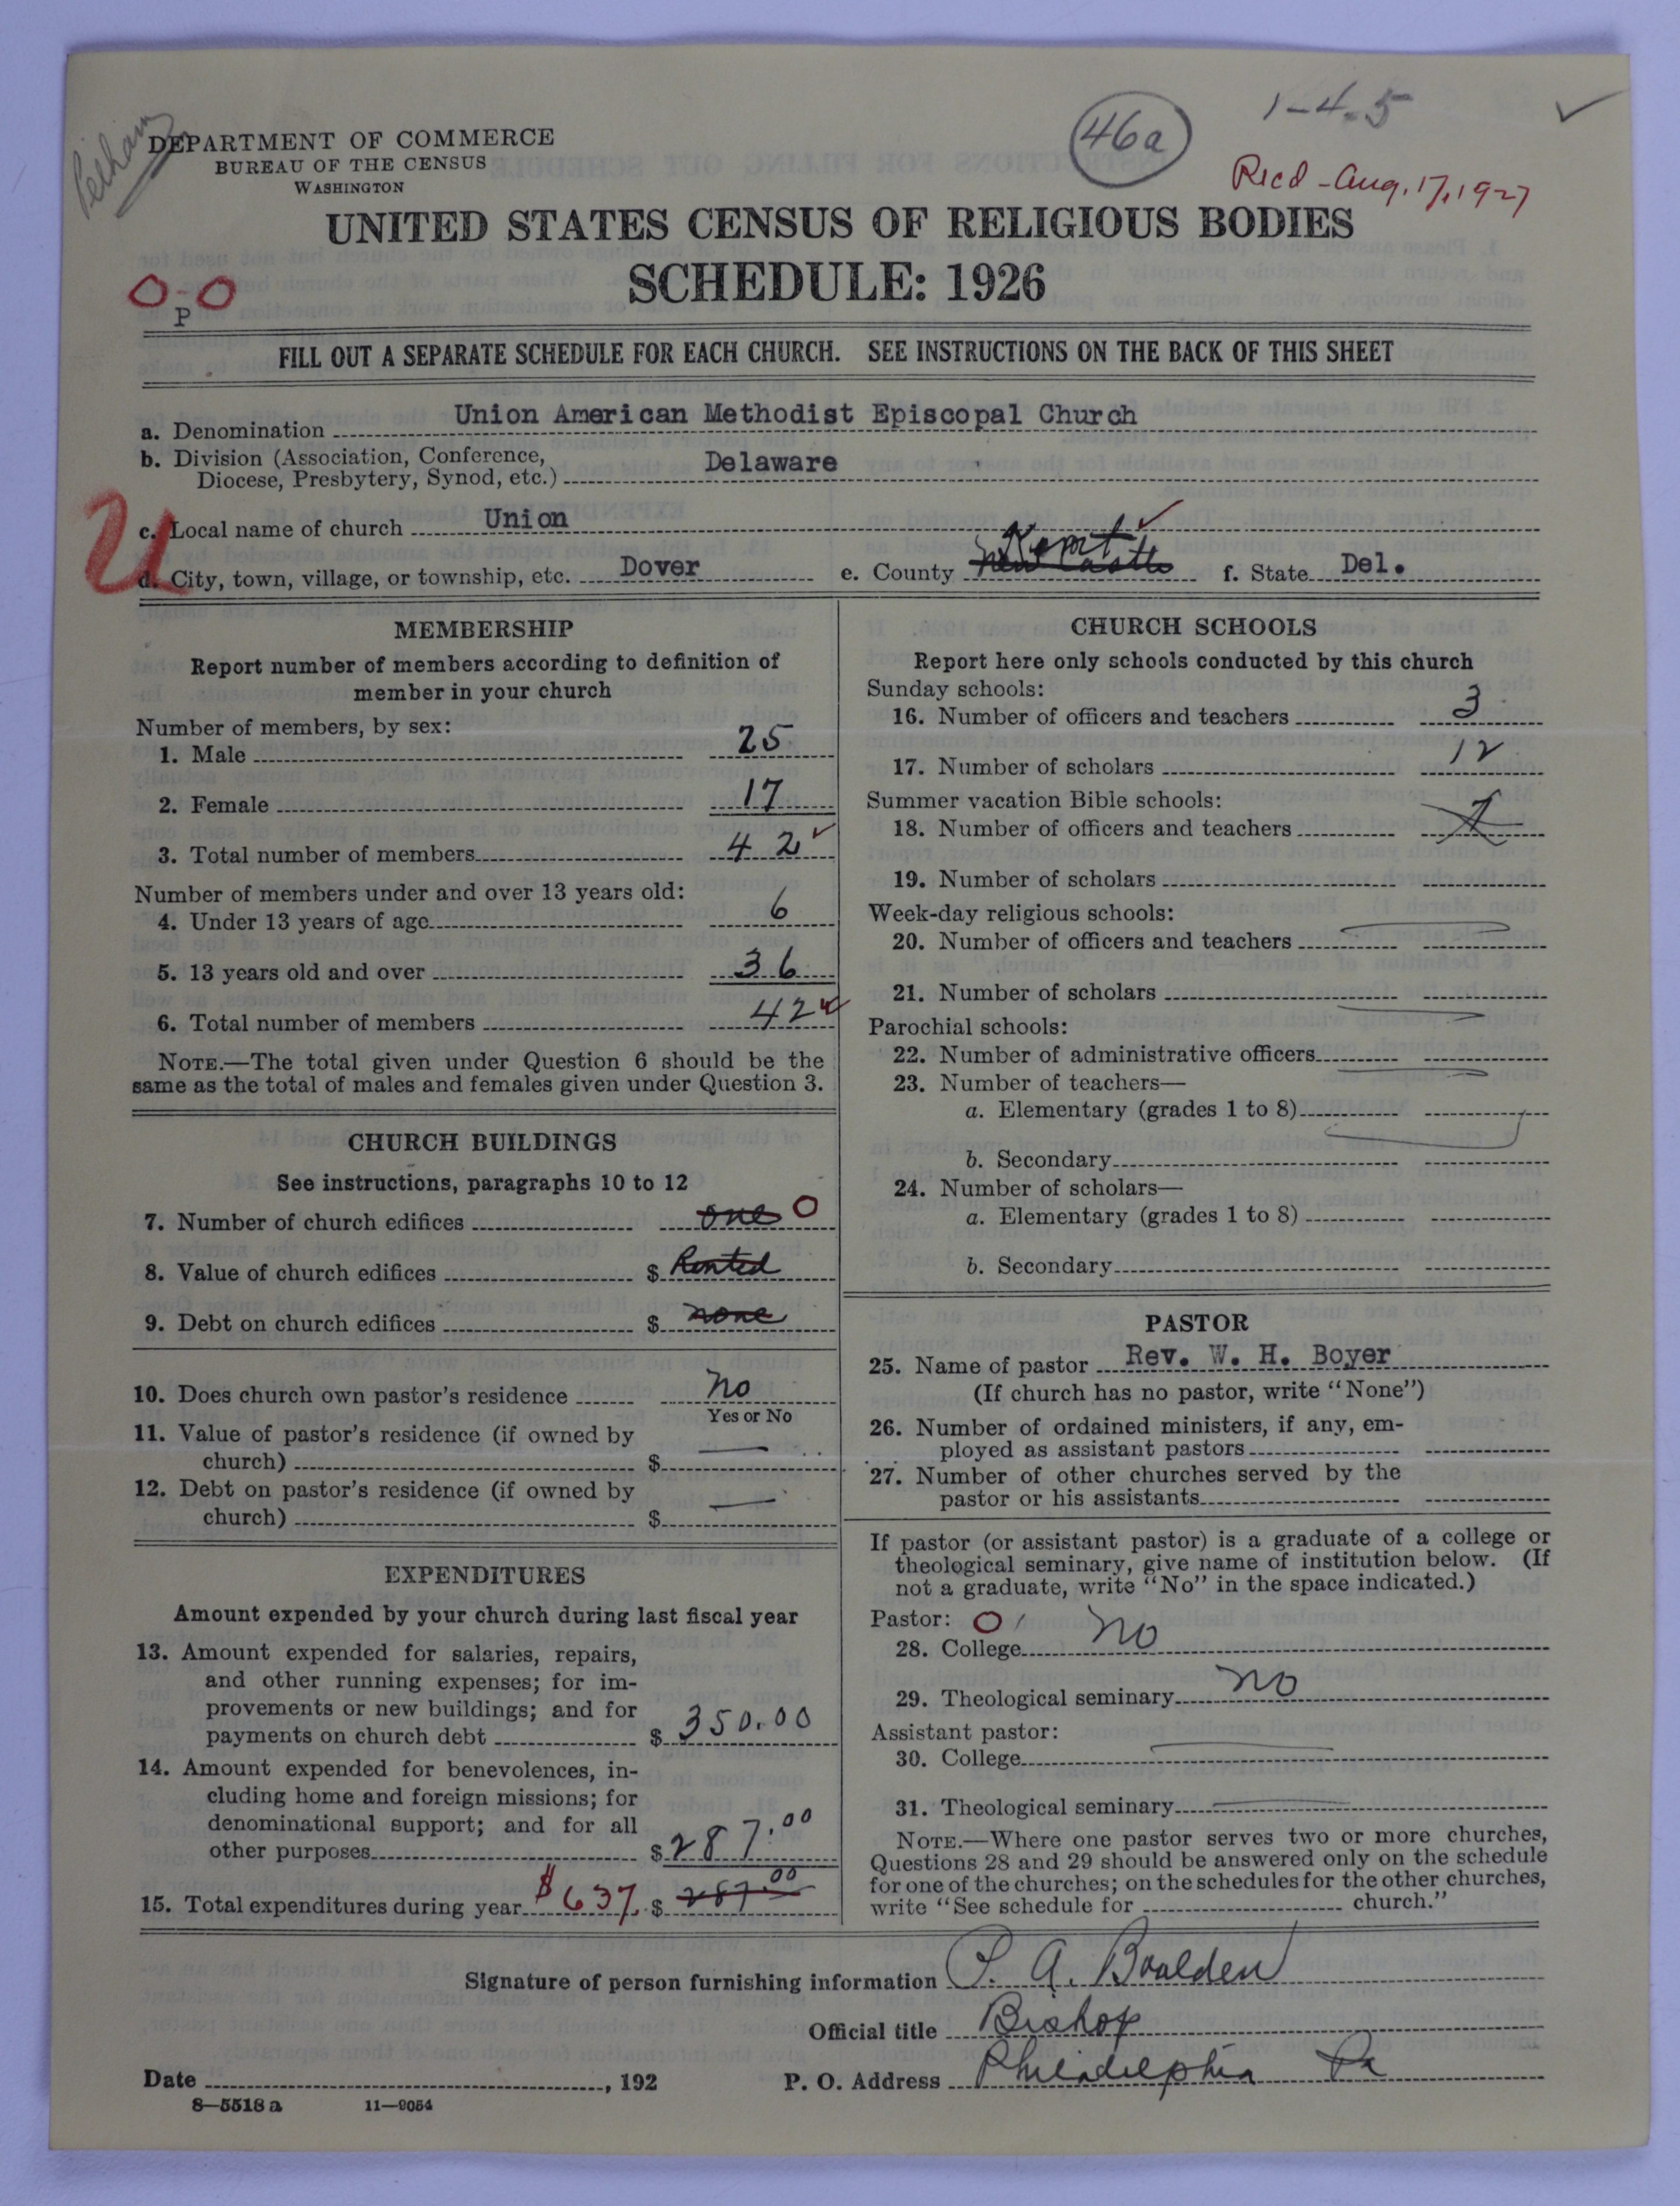 Pelham
DEPARTMENT OF COMMERCE
BUREAU OF THE CENSUS
WASHINGTON
46a
1-4.5
Recd - Aug. 17, 1927
UNITED STATES CENSUS OF RELIGIOUS BODIES
SCHEDULE: 1926
O-O
P
FILL OUT A SEPARATE SCHEDULE FOR EACH CHURCH. SEE INSTRUCTIONS ON THE BACK OF THIS SHEET
a. Denomination Union American Methodist Episcopal Church
b. Division (Association, Conference,
Diocese, Presbytery, Synod, etc.) Delaware
U
c. Local name of church Union
d. City, town, village, or township, etc. Dover e. County New Castle Kent f. State Del.
MEMBERSHIP
Report number of members according to definition of
member in your church
Number of members, by sex:
1. Male 25
2. Female 17
3. Total number of members 42
Number of members under and over 13 years old:
4. Under 13 years of age 6
5. 13 years old and over 36
6. Total number of members 42
NOTE.—The total given under Question 6 should be the
same as the total of males and females given under Question 3.
CHURCH BUILDINGS
See instructions, paragraphs 10 to 12
7. Number of church edifices one 0
8. Value of church edifices $ Rented
9. Debt on church edifices $ none
10. Does church own pastor's residence no
Yes or No
11. Value of pastor's residence (if owned by
church) $ —
12. Debt on pastor's residence (if owned by
church) $ —
EXPENDITURES
Amount expended by your church during last fiscal year
13. Amount expended for salaries, repairs,
and other running expenses; for im-
provements or new buildings; and for
payments on church debt $ 350.00
14. Amount expended for benevolences, in-
cluding home and foreign missions; for
denominational support; and for all
other purposes $ 287.00
15. Total expenditures during year $637 $ 287.00
CHURCH SCHOOLS
Report here only schools conducted by this church
Sunday schools:
16. Number of officers and teachers 3
17. Number of scholars 12
Summer vacation Bible schools:
18. Number of officers and teachers
19. Number of scholars
Week-day religious schools:
20. Number of officers and teachers
21. Number of scholars
Parochial schools:
22. Number of administrative officers
23. Number of teachers—
a. Elementary (grades 1 to 8)
b. Secondary
24. Number of scholars—
a. Elementary (grades 1 to 8)
b. Secondary
PASTOR
25. Name of pastor Rev. W. H. Boyer
(If church has no pastor, write "None")
26. Number of ordained ministers, if any, em-
ployed as assistant pastors
27. Number of other churches served by the
pastor or his assistants
If pastor (or assistant pastor) is a graduate of a college or
theological seminary, give name of institution below. (If
not a graduate, write "No" in the space indicated.)
Pastor: O
28. College no
29. Theological seminary no
Assistant pastor:
30. College
31. Theological seminary
NOTE.—Where one pastor serves two or more churches,
Questions 28 and 29 should be answered only on the schedule
for one of the churches; on the schedules for the other churches,
write "See schedule for church."
Signature of person furnishing information P. A. Boulden
Official title Bishop
Date , 192 P. O. Address Philadelphia Pa
8—5518 a 11—9054